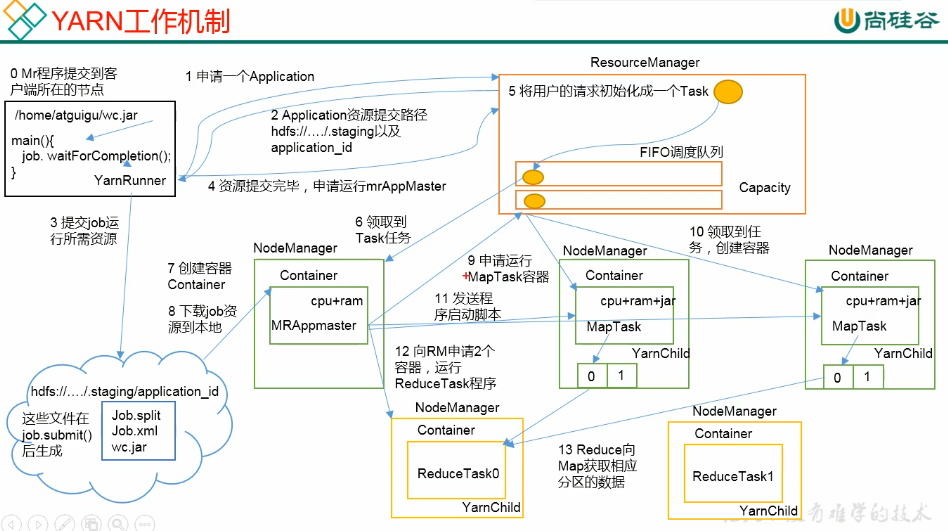 YARN工作机制
尚硅谷
0 Mr程序提交到客
户端所在的节点
/home/atguigu/wc.jar
main(){
job. waitForCompletion();
}
YarnRunner
1 申请一个Application
2 Application资源提交路径
hdfs://…./.staging以及
application_id
4 资源提交完毕，申请运行mrAppMaster
ResourceManager
5 将用户的请求初始化成一个Task
FIFO调度队列
Capacity
3 提交job运
行所需资源
6 领取到
Task任务
7 创建容器
Container
8 下载job资
源到本地
9 申请运行
MapTask容器
10 领取到任
务，创建容器
11 发送程
序启动脚本
12 向RM申请2个
容器，运行
ReduceTask程序
NodeManager
Container
cpu+ram
MRAppmaster
NodeManager
Container
cpu+ram+jar
MapTask
YarnChild
0
1
NodeManager
Container
cpu+ram+jar
MapTask
YarnChild
0
1
hdfs://…./.staging/application_id
这些文件在
job.submit()
后生成
Job.split
Job.xml
wc.jar
NodeManager
Container
ReduceTask0
YarnChild
13 Reduce向
Map获取相应
分区的数据
NodeManager
Container
ReduceTask1
YarnChild
有难学的技术